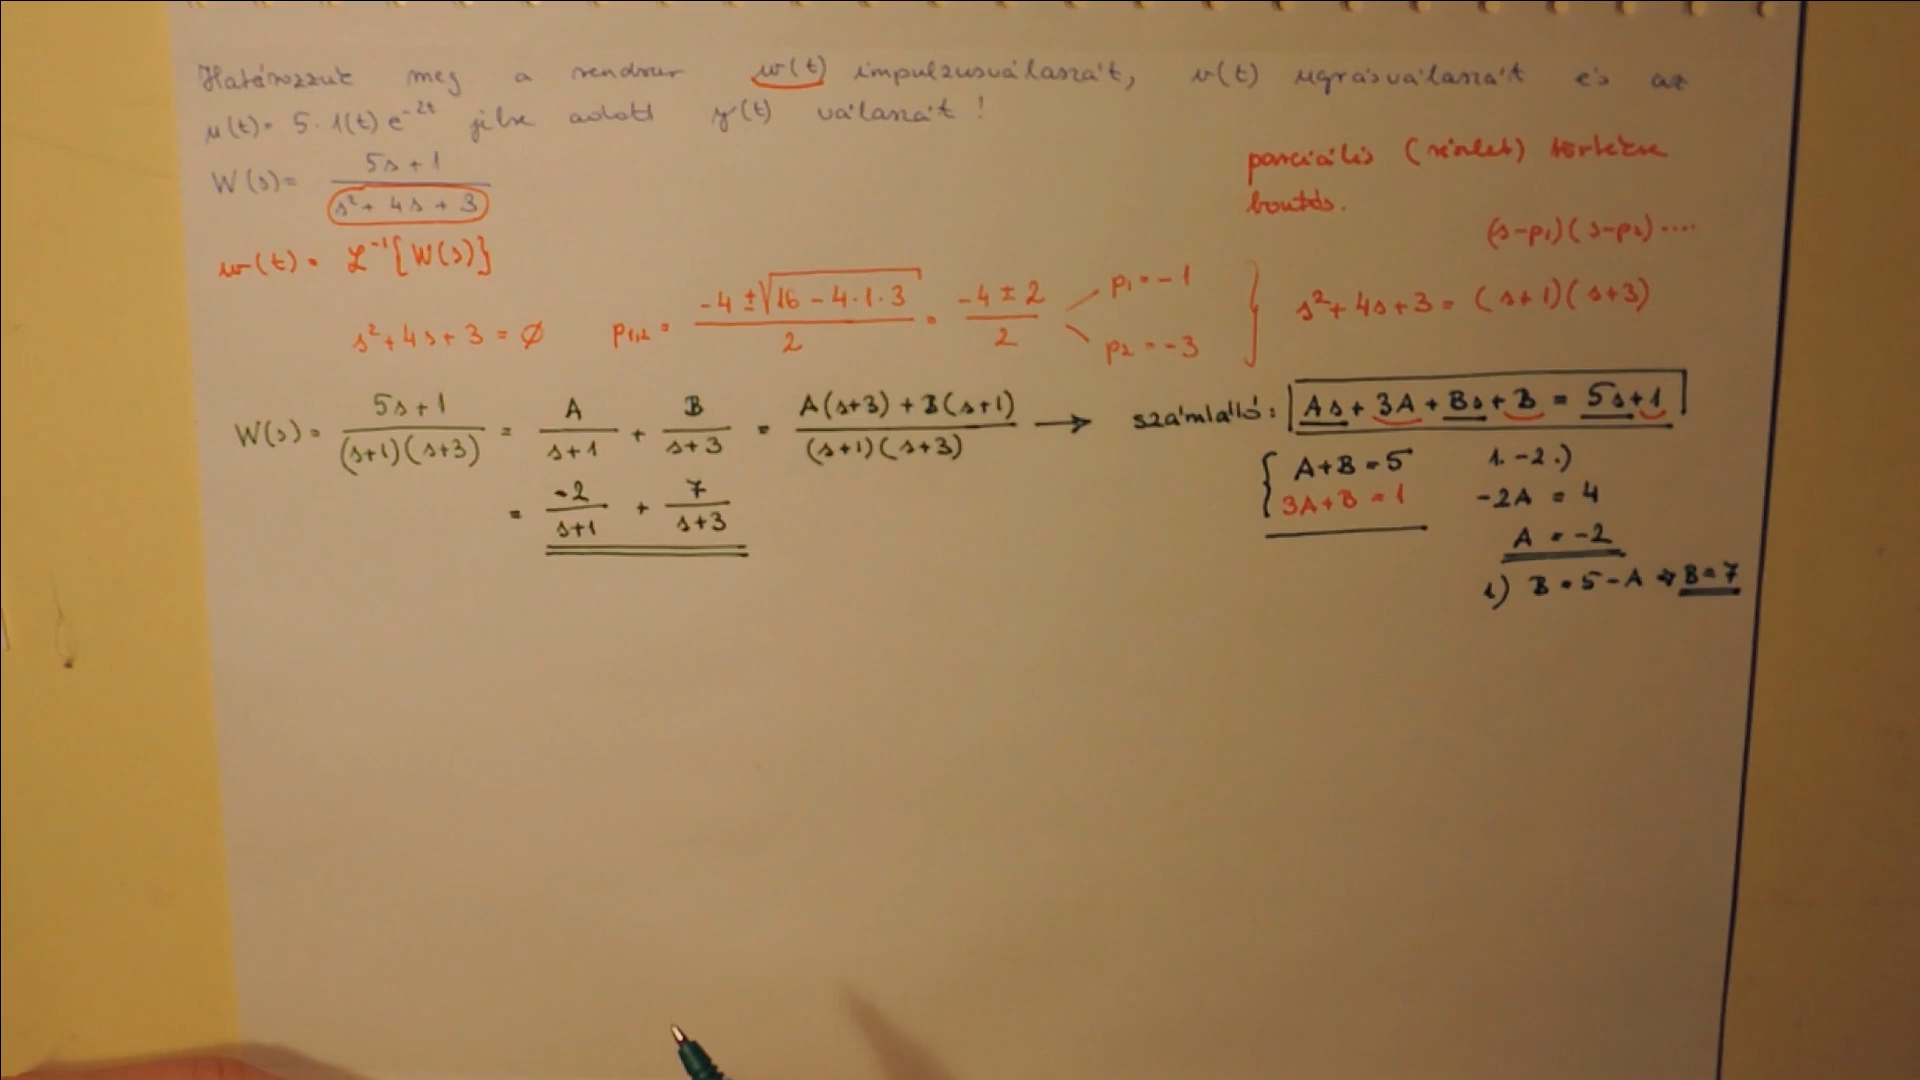 Határozzuk meg a rendszer w(t) impulzusválaszát, v(t) ugrásválaszát és az
u(t) = 5·1(t) e^-2t jelre adott y(t) válaszát!
W(s) = (5s+1)/(s²+4s+3)
parciális (részlet) törtekre
bontás.
(s-p1)(s-p2)....
w(t) = ℒ^-1{W(s)}
s²+4s+3 = ∅ p1,2 = (-4±√(16-4·1·3))/2 = (-4±2)/2 p1 = -1 p2 = -3 } s²+4s+3 = (s+1)(s+3)
W(s) = (5s+1)/((s+1)(s+3)) = A/(s+1) + B/(s+3) = (A(s+3)+B(s+1))/((s+1)(s+3)) → számláló: As+3A+Bs+B = 5s+1
= -2/(s+1) + 7/(s+3)
{ A+B = 5
3A+B = 1
1.-2.)
-2A = 4
A = -2
1) B = 5-A ⇒ B = 7